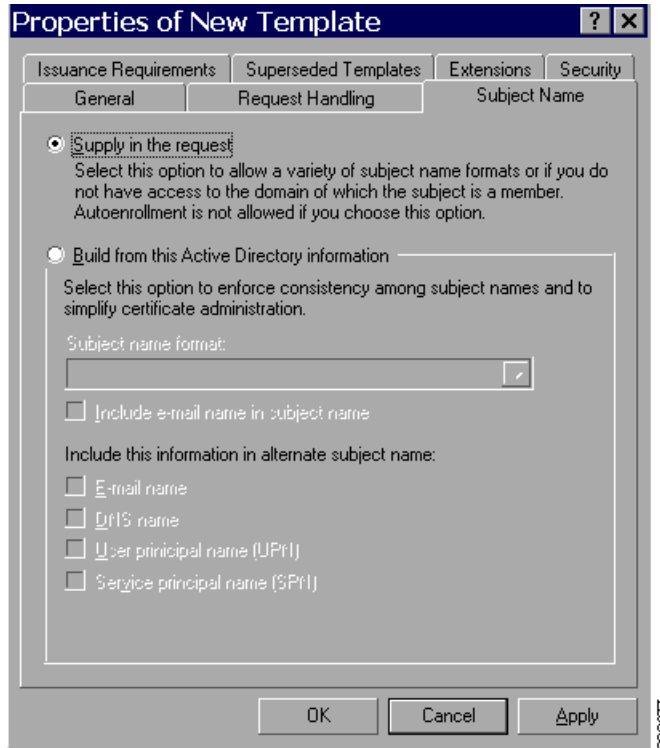 Properties of New Template
Issuance Requirements Superseded Templates Extensions Security
General Request Handling Subject Name
Supply in the request
Select this option to allow a variety of subject name formats or if you do
not have access to the domain of which the subject is a member.
Autoenrollment is not allowed if you choose this option.
Build from this Active Directory information
Select this option to enforce consistency among subject names and to
simplify certificate administration.
Subject name format:
Include e-mail name in subject name
Include this information in alternate subject name:
E-mail name
DNS name
User prinicipal name (UPN)
Service principal name (SPN)
OK Cancel Apply